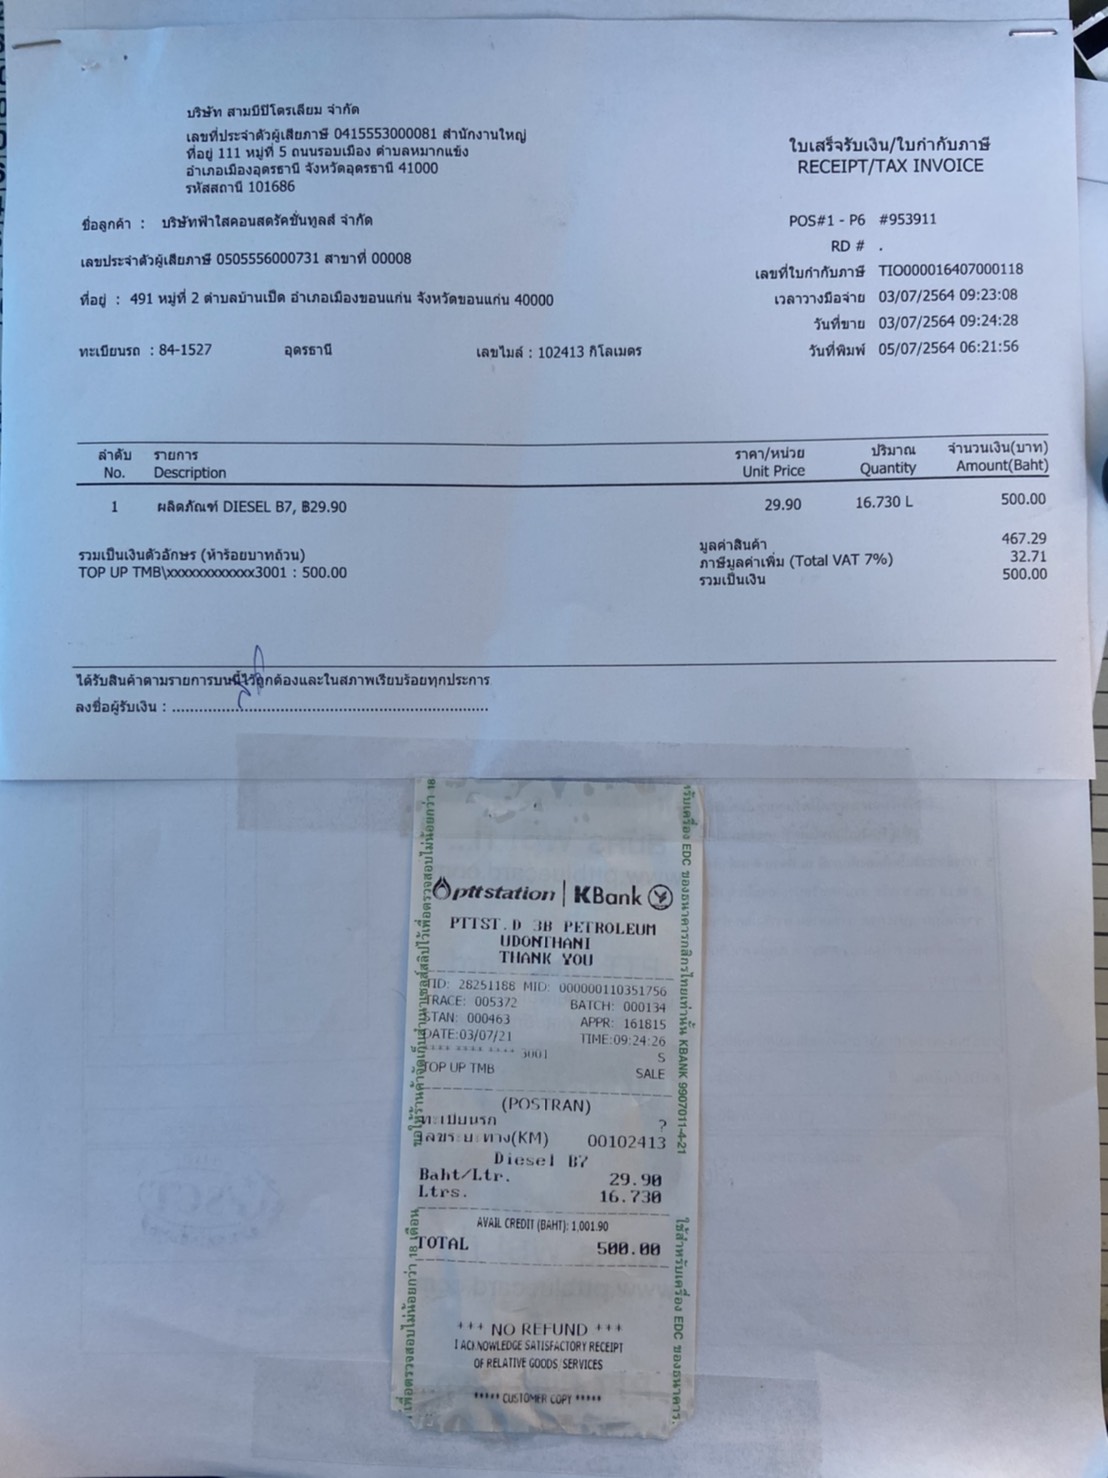 บริษัท สามบีปิโตรเลียม จำกัด
เลขที่ประจำตัวผู้เสียภาษี 0415553000081 สำนักงานใหญ่
ที่อยู่ 111 หมู่ที่ 5 ถนนรอบเมือง ตำบลหมากแข้ง
อำเภอเมืองอุดรธานี จังหวัดอุดรธานี 41000
รหัสสถานี 101686
ใบเสร็จรับเงิน/ใบกำกับภาษี
RECEIPT/TAX INVOICE
ชื่อลูกค้า : บริษัทฟ้าใสคอนสตรัคชั่นทูลส์ จำกัด
POS#1 - P6 #953911
RD # .
เลขประจำตัวผู้เสียภาษี 0505556000731 สาขาที่ 00008
เลขที่ใบกำกับภาษี TIO000016407000118
ที่อยู่ : 491 หมู่ที่ 2 ตำบลบ้านเป็ด อำเภอเมืองขอนแก่น จังหวัดขอนแก่น 40000
เวลาวางมือจ่าย 03/07/2564 09:23:08
วันที่ขาย 03/07/2564 09:24:28
ทะเบียนรถ : 84-1527 อุดรธานี เลขไมล์ : 102413 กิโลเมตร
วันที่พิมพ์ 05/07/2564 06:21:56
ลำดับ รายการ ราคา/หน่วย ปริมาณ จำนวนเงิน(บาท)
No. Description Unit Price Quantity Amount(Baht)
1 ผลิตภัณฑ์ DIESEL B7, ฿29.90 29.90 16.730 L 500.00
มูลค่าสินค้า 467.29
รวมเป็นเงินตัวอักษร (ห้าร้อยบาทถ้วน)
ภาษีมูลค่าเพิ่ม (Total VAT 7%) 32.71
TOP UP TMB\xxxxxxxxxxxx3001 : 500.00
รวมเป็นเงิน 500.00
ได้รับสินค้าตามรายการบนนี้ไว้ถูกต้องและในสภาพเรียบร้อยทุกประการ
ลงชื่อผู้รับเงิน : ......................................................................
pttstation | KBank
PTTST.D 3B PETROLEUM
UDONTHANI
THANK YOU
TID: 28251188 MID: 000000110351756
TRACE: 005372 BATCH: 000134
STAN: 000463 APPR: 161815
DATE:03/07/21 TIME:09:24:26
**** **** **** 3001 S
TOP UP TMB SALE
(POSTRAN)
ทะเบียนรถ ?
เลขระยะทาง(KM) 00102413
Diesel B7
Baht/Ltr. 29.90
Ltrs. 16.730
AVAIL CREDIT (BAHT): 1,001.90
TOTAL 500.00
+++ NO REFUND +++
I ACKNOWLEDGE SATISFACTORY RECEIPT
OF RELATIVE GOODS/SERVICES
***** CUSTOMER COPY *****
ใช้สำหรับเครื่อง EDC ของธนาคาร
รับเครื่อง EDC ของธนาคารกสิกรไทยเท่านั้น KBANK 9907011-4-21